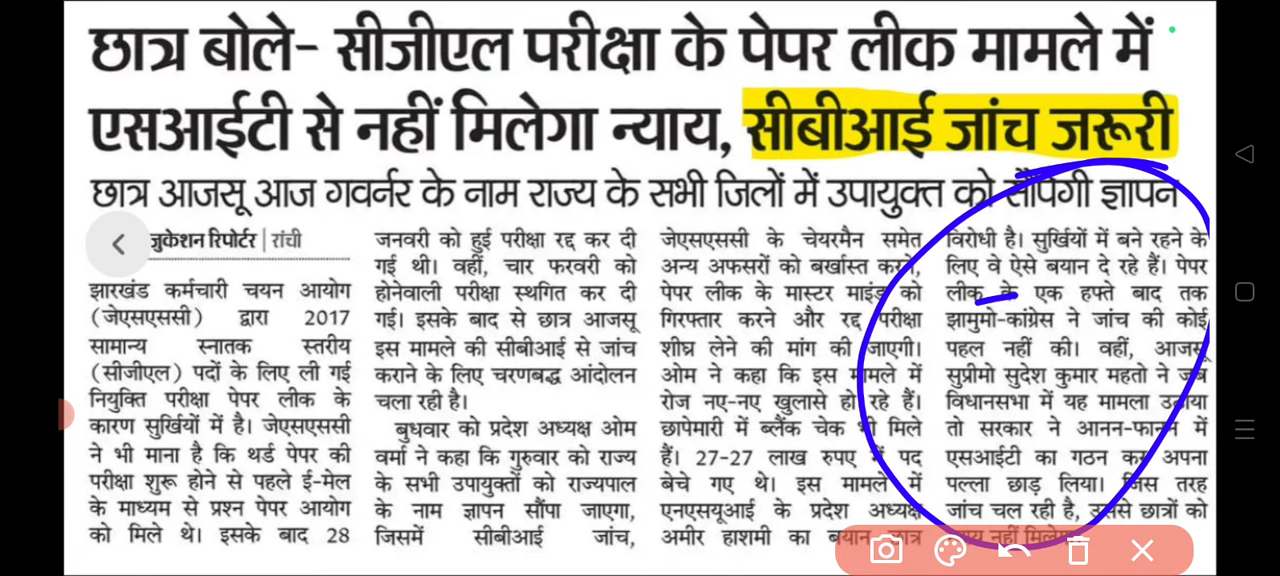 छात्र बोले- सीजीएल परीक्षा के पेपर लीक मामले में
एसआईटी से नहीं मिलेगा न्याय, सीबीआई जांच जरूरी
छात्र आजसू आज गवर्नर के नाम राज्य के सभी जिलों में उपायुक्त को सौंपेगी ज्ञापन
जुकेशन रिपोर्टर | रांची
झारखंड कर्मचारी चयन आयोग
(जेएसएससी) द्वारा 2017
सामान्य स्नातक स्तरीय
(सीजीएल) पदों के लिए ली गई
नियुक्ति परीक्षा पेपर लीक के
कारण सुर्खियों में है। जेएसएससी
ने भी माना है कि थर्ड पेपर की
परीक्षा शुरू होने से पहले ई-मेल
के माध्यम से प्रश्न पेपर आयोग
को मिले थे। इसके बाद 28
जनवरी को हुई परीक्षा रद्द कर दी
गई थी। वहीं, चार फरवरी को
होनेवाली परीक्षा स्थगित कर दी
गई। इसके बाद से छात्र आजसू
इस मामले की सीबीआई से जांच
कराने के लिए चरणबद्ध आंदोलन
चला रही है।
बुधवार को प्रदेश अध्यक्ष ओम
वर्मा ने कहा कि गुरुवार को राज्य
के सभी उपायुक्तों को राज्यपाल
के नाम ज्ञापन सौंपा जाएगा,
जिसमें सीबीआई जांच,
जेएसएससी के चेयरमैन समेत
अन्य अफसरों को बर्खास्त करने,
पेपर लीक के मास्टर माइंड को
गिरफ्तार करने और रद्द परीक्षा
शीघ्र लेने की मांग की जाएगी।
ओम ने कहा कि इस मामले में
रोज नए-नए खुलासे हो रहे हैं।
छापेमारी में ब्लैंक चेक भी मिले
हैं। 27-27 लाख रुपए में पद
बेचे गए थे। इस मामले में
एनएसयूआई के प्रदेश अध्यक्ष
अमीर हाशमी का बयान छात्र
विरोधी है। सुर्खियों में बने रहने के
लिए वे ऐसे बयान दे रहे हैं। पेपर
लीक के एक हफ्ते बाद तक
झामुमो-कांग्रेस ने जांच की कोई
पहल नहीं की। वहीं, आजसू
सुप्रीमो सुदेश कुमार महतो ने जब
विधानसभा में यह मामला उठाया
तो सरकार ने आनन-फानन में
एसआईटी का गठन कर अपना
पल्ला छाड़ लिया। जिस तरह
जांच चल रही है, उससे छात्रों को
न्याय नहीं मिलेगा